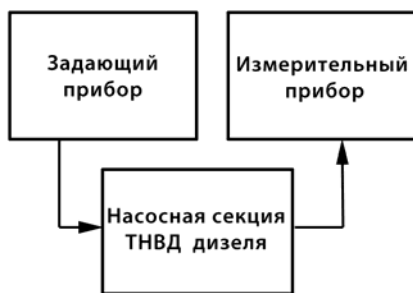 Задающий
прибор
Измерительный
прибор
Насосная секция
ТНВД дизеля